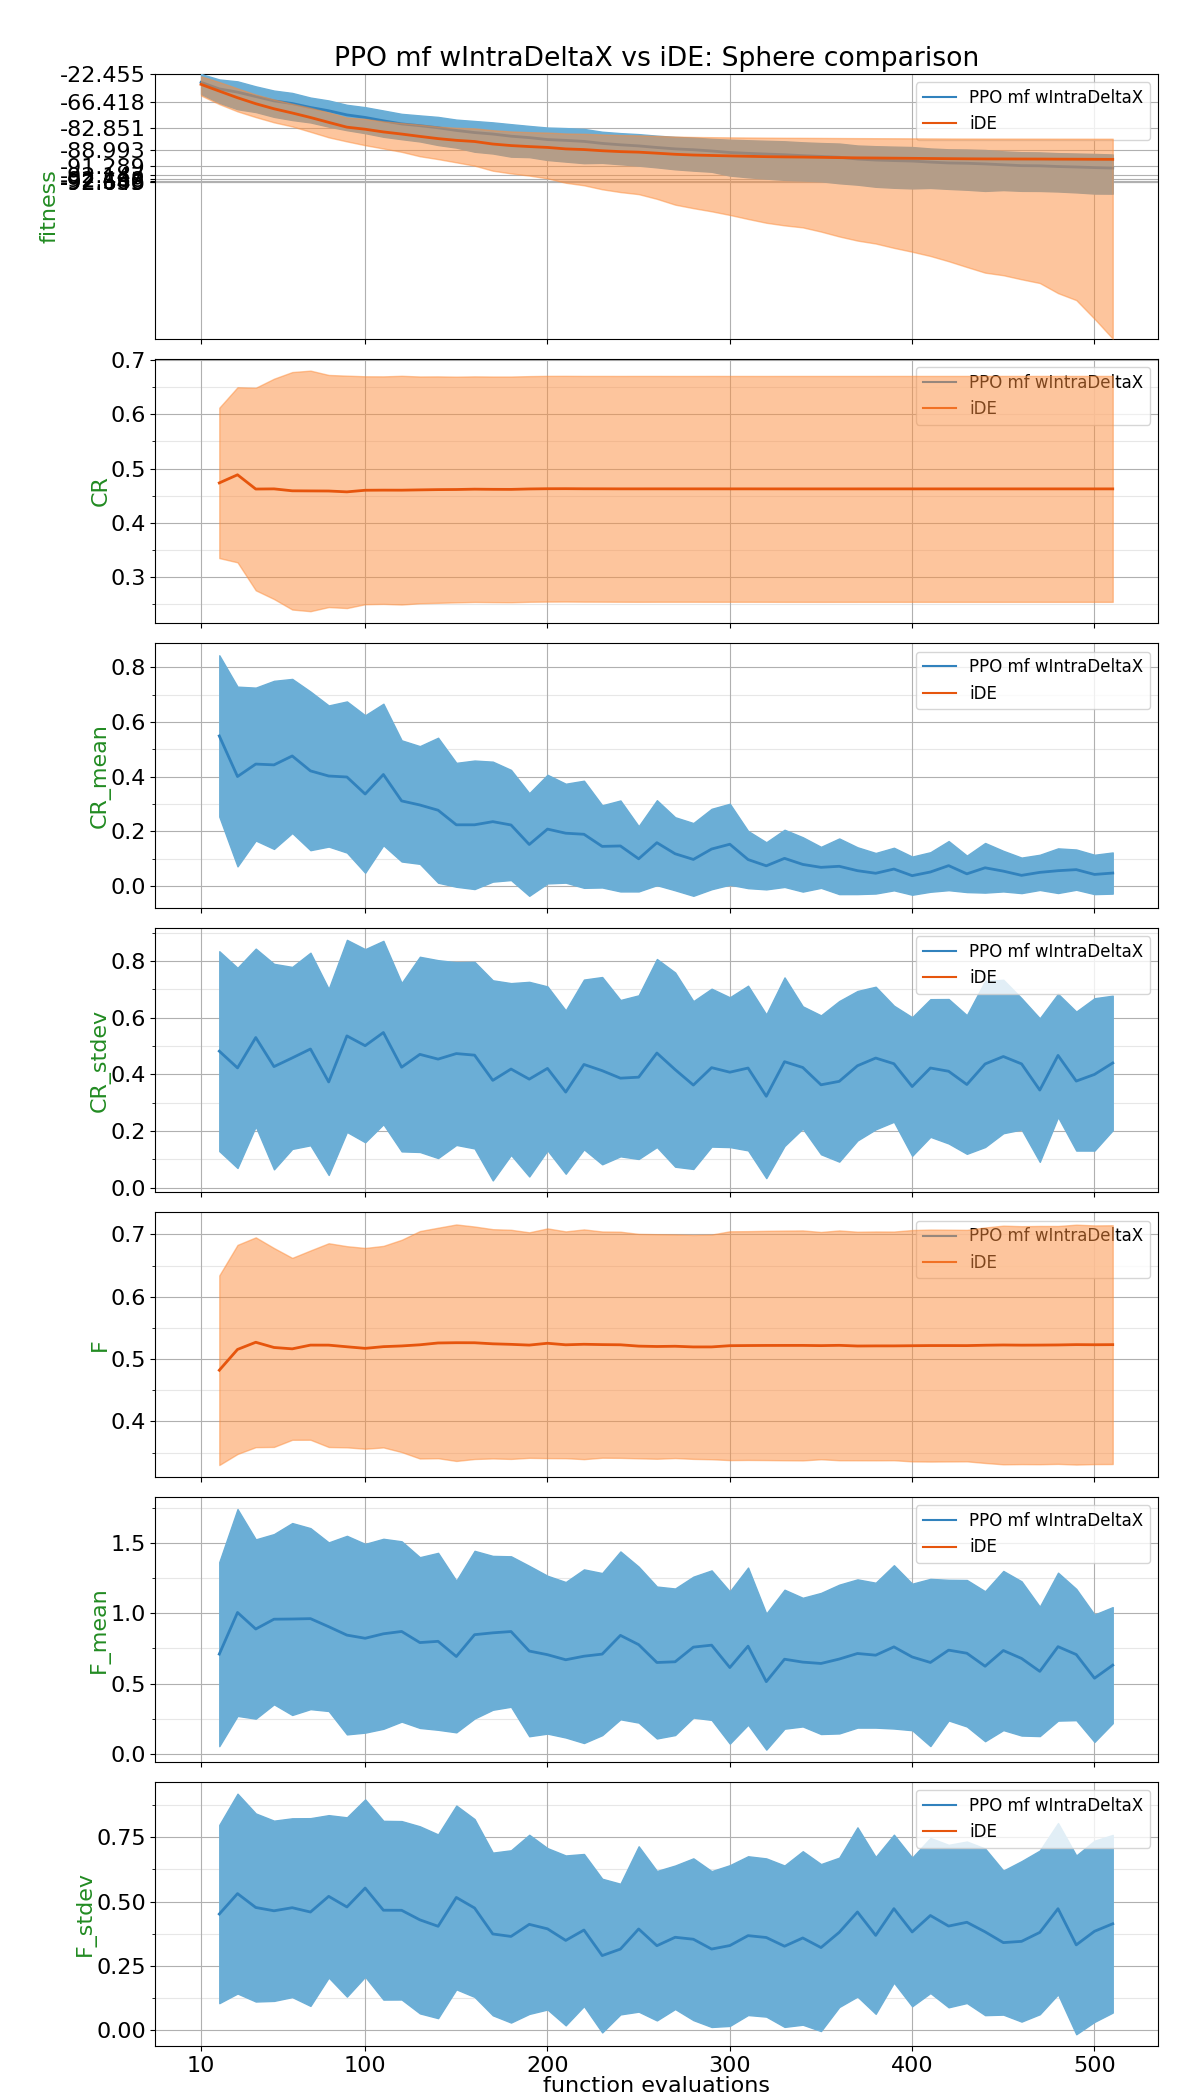 PPO mf wIntraDeltaX vs iDE: Sphere comparison
-22.455
-66.418
-82.851
-88.993
-91.289
fitness
PPO mf wIntraDeltaX
iDE
0.7
0.6
0.5
0.4
0.3
CR
PPO mf wIntraDeltaX
iDE
0.8
0.6
0.4
0.2
0.0
CR_mean
PPO mf wIntraDeltaX
iDE
0.8
0.6
0.4
0.2
0.0
CR_stdev
PPO mf wIntraDeltaX
iDE
0.7
0.6
0.5
0.4
F
PPO mf wIntraDeltaX
iDE
1.5
1.0
0.5
0.0
F_mean
PPO mf wIntraDeltaX
iDE
0.75
0.50
0.25
0.00
F_stdev
PPO mf wIntraDeltaX
iDE
10 100 200 300 400 500
function evaluations